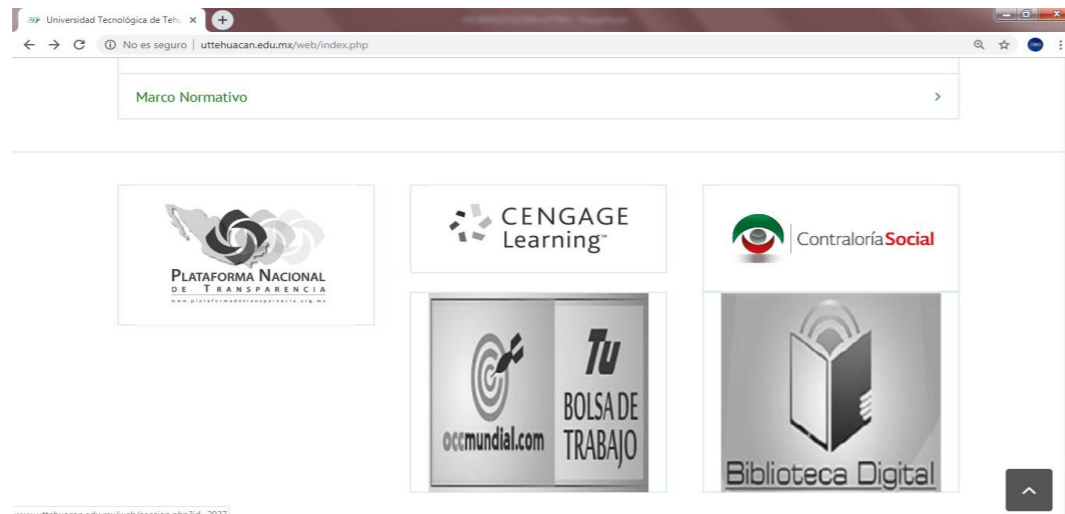 Universidad Tecnológica de Teh
No es seguro | uttehuacan.edu.mx/web/index.php
Marco Normativo
PLATAFORMA NACIONAL
DE TRANSPARENCIA
www.plataformadetransparencia.org.mx
CENGAGE
Learning™
Contraloría Social
occmundial.com
Tu
BOLSA DE
TRABAJO
Biblioteca Digital